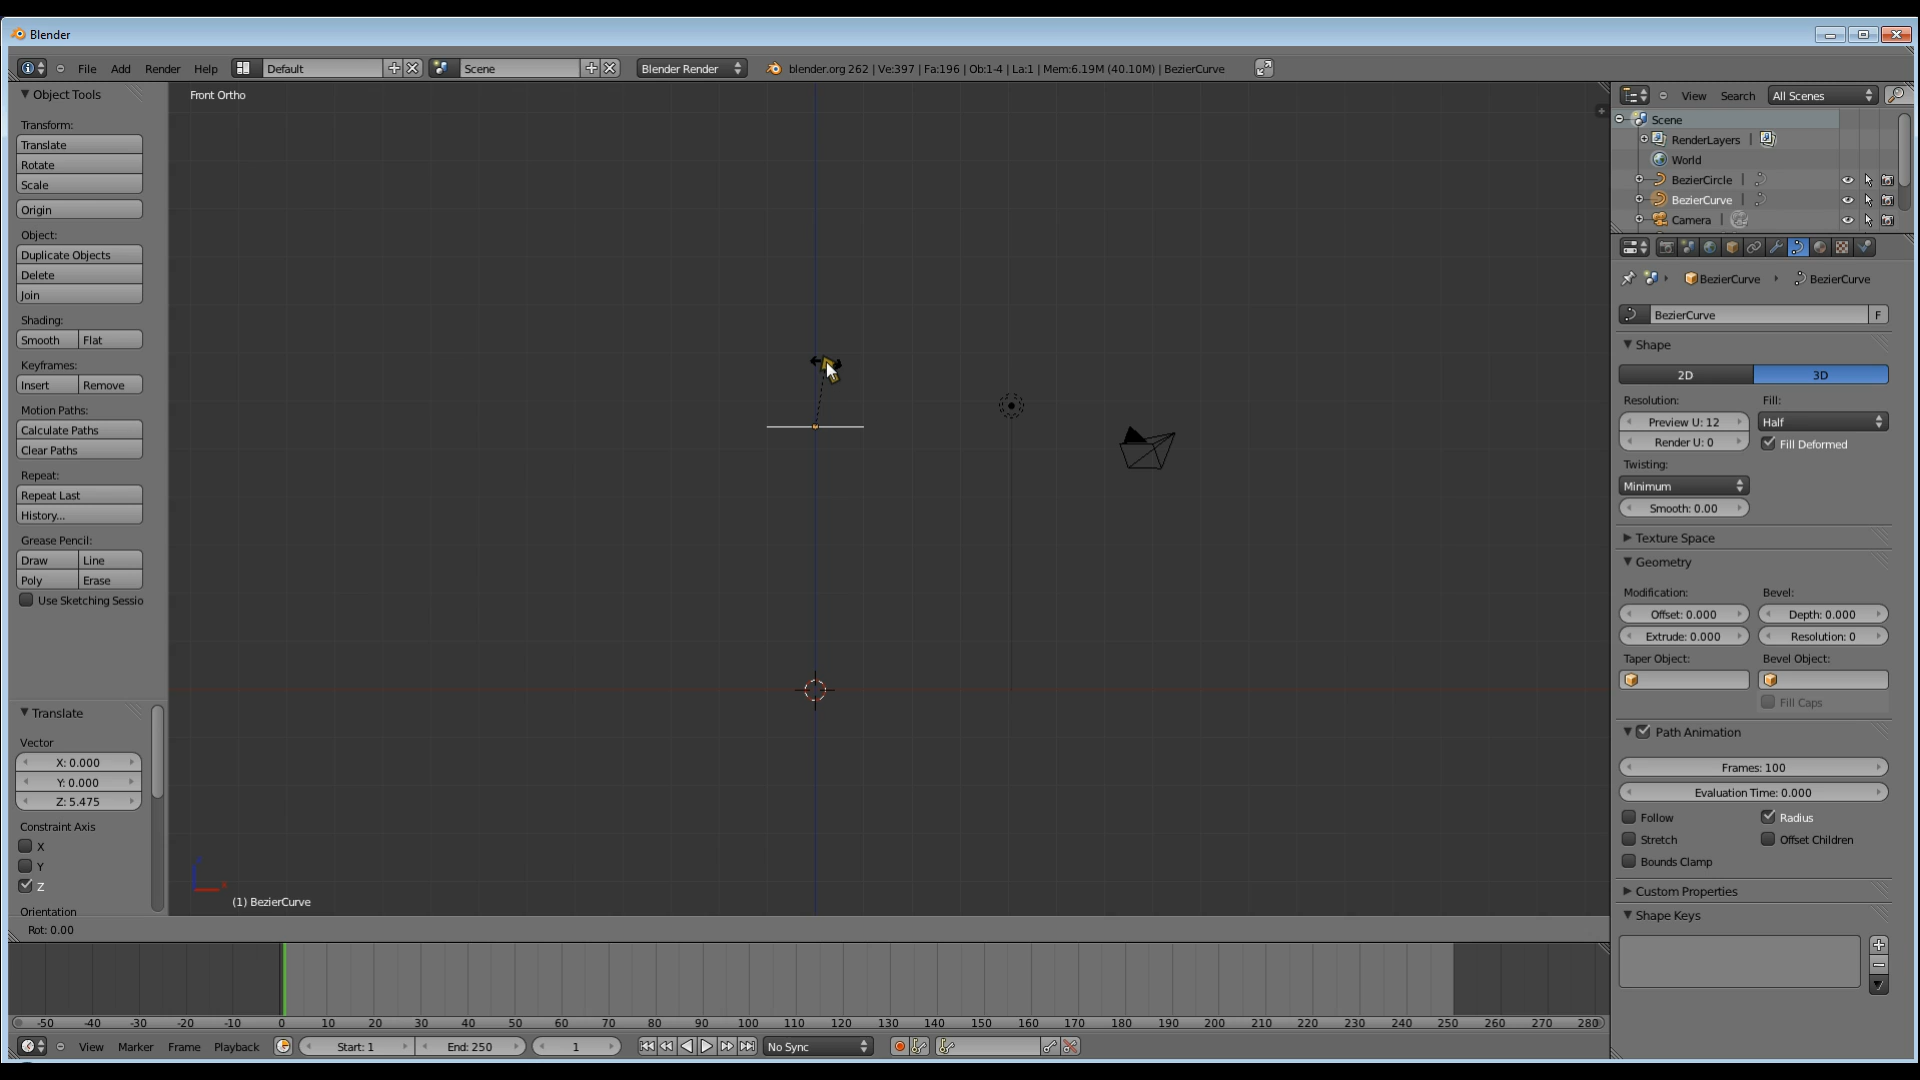 Blender
File Add Render Help Default Scene Blender Render blender.org 262 | Ve:397 | Fa:196 | Ob:1-4 | La:1 | Mem:6.19M (40.10M) | BezierCurve
Object Tools
Transform:
Translate
Rotate
Scale
Origin
Object:
Duplicate Objects
Delete
Join
Shading:
Smooth Flat
Keyframes:
Insert Remove
Motion Paths:
Calculate Paths
Clear Paths
Repeat:
Repeat Last
History...
Grease Pencil:
Draw Line
Poly Erase
Use Sketching Sessio
Translate
Vector
X: 0.000
Y: 0.000
Z: 5.475
Constraint Axis
X
Y
Z
Orientation
Front Ortho
(1) BezierCurve
Rot: 0.00
View Search All Scenes
Scene
RenderLayers |
World
BezierCircle |
BezierCurve |
Camera |
BezierCurve BezierCurve
BezierCurve F
Shape
2D 3D
Resolution: Fill:
Preview U: 12 Half
Render U: 0 Fill Deformed
Twisting:
Minimum
Smooth: 0.00
Texture Space
Geometry
Modification: Bevel:
Offset: 0.000 Depth: 0.000
Extrude: 0.000 Resolution: 0
Taper Object: Bevel Object:
Fill Caps
Path Animation
Frames: 100
Evaluation Time: 0.000
Follow Radius
Stretch Offset Children
Bounds Clamp
Custom Properties
Shape Keys
-50 -40 -30 -20 -10 0 10 20 30 40 50 60 70 80 90 100 110 120 130 140 150 160 170 180 190 200 210 220 230 240 250 260 270 280
View Marker Frame Playback Start: 1 End: 250 1 No Sync